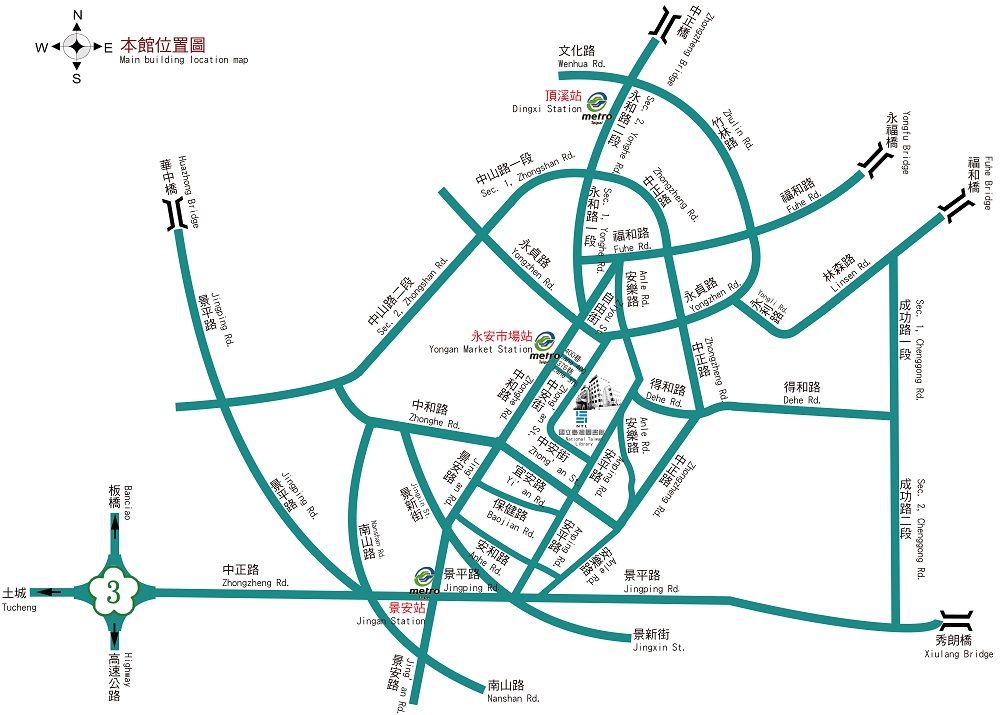 N
W
E
S
本館位置圖
Main building location map
中正橋
Zhongzheng Bridge
文化路
Wenhua Rd.
頂溪站
Dingxi Station
metro
Taipei
永和路二段
Sec. 2, Yonghe Rd.
竹林路
Zhulin Rd.
永福橋
Yongfu Bridge
福和橋
Fuhe Bridge
華中橋
Huazhong Bridge
中山路一段
Sec. 1, Zhongshan Rd.
中正路
Zhongzheng Rd.
福和路
Fuhe Rd.
永和路一段
Sec. 1, Yonghe Rd.
福和路
Fuhe Rd.
永貞路
Yongzhen Rd.
林森路
Linsen Rd.
中山路二段
Sec. 2, Zhongshan Rd.
安樂路
Anle Rd.
永貞路
Yongzhen Rd.
永利路
Yongli Rd.
自由街
Ziyou St.
景平路
Jingping Rd.
成功路一段
Sec. 1, Chenggong Rd.
永安市場站
Yongan Market Station
metro
400巷
中正路
Zhongzheng Rd.
中和路
Zhonghe Rd.
中安街
Zhong' an St.
得和路
Dehe Rd.
得和路
Dehe Rd.
中和路
Zhonghe Rd.
國立臺灣圖書館
National Taiwan
Library
安樂路
Anle Rd.
中安街
Zhong' an St.
安平路
Anping Rd.
中正路
Zhongzheng Rd.
景安路
Jing' an Rd.
宜安路
Yi' an Rd.
景平路
Jingping Rd.
景新街
Jingxin St.
保健路
Baojian Rd.
成功路二段
Sec. 2, Chenggong Rd.
板橋
Banciao
南山路
Nanshan Rd.
安和路
Anhe Rd.
安平路
Anping Rd.
安樂路
Anle Rd.
中正路
Zhongzheng Rd.
metro
景平路
Jingping Rd.
景平路
Jingping Rd.
土城
Tucheng
3
景安站
Jingan Station
景新街
Jingxin St.
秀朗橋
Xiulang Bridge
高速公路
Highway
景安路
Jing' an Rd.
南山路
Nanshan Rd.